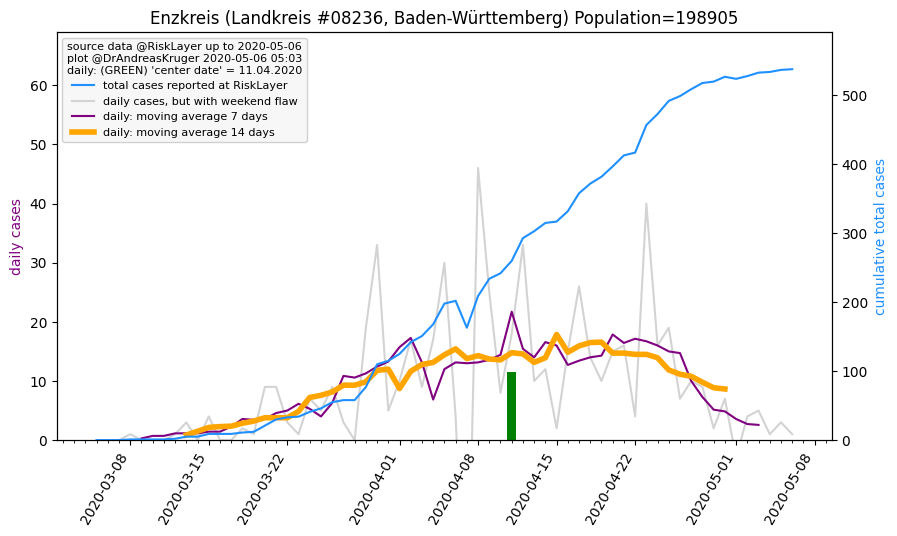 Enzkreis (Landkreis #08236, Baden-Württemberg) Population=198905
source data @RiskLayer up to 2020-05-06
plot @DrAndreasKruger 2020-05-06 05:03
daily: (GREEN) 'center date' = 11.04.2020
total cases reported at RiskLayer
daily cases, but with weekend flaw
daily: moving average 7 days
daily: moving average 14 days
daily cases
0
10
20
30
40
50
60
cumulative total cases
0
100
200
300
400
500
2020-03-08
2020-03-15
2020-03-22
2020-04-01
2020-04-08
2020-04-15
2020-04-22
2020-05-01
2020-05-08